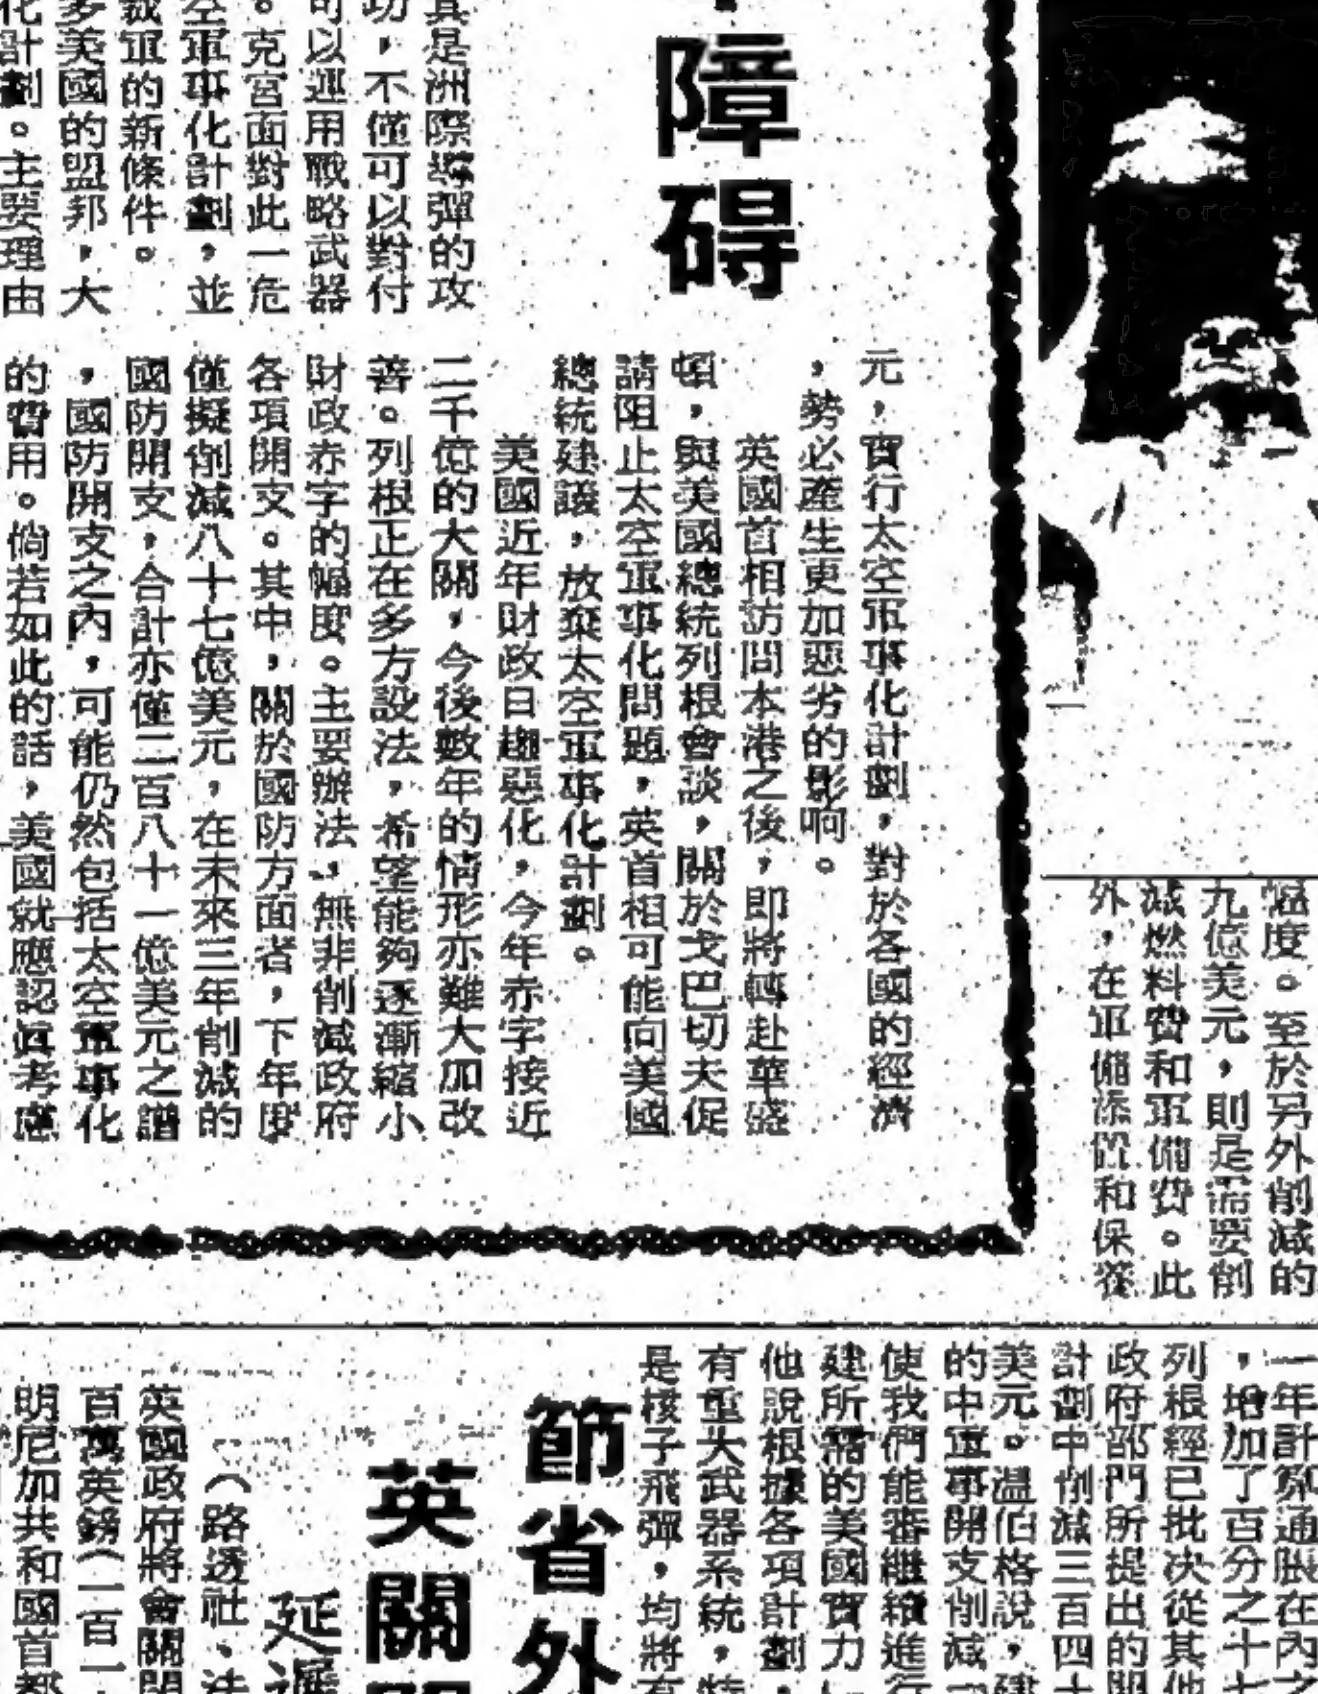 障碍
其是洲際導彈的攻
功，不僅可以對付
可以運用戰略武器
。克宮面對此一危
空軍事化計劃，並
裁軍的新條件。
多美國的盟邦，大
化計劃。主要理由
元，實行太空軍事化計劃，對於各國的經濟
，勢必產生更加惡劣的影响。
英國首相訪問本港之後，即將轉赴華盛
頓，與美國總統列根會談，關於戈巴切夫促
請阻止太空軍事化問題，英首相可能向美國
總統建議，放棄太空軍事化計劃。
美國近年財政日趨惡化，今年赤字接近
二千億的大關，今後數年的情形亦難大加改
善。列根正在多方設法，希望能夠逐漸縮小
財政赤字的幅度。主要辦法，無非削減政府
各項開支。其中，關於國防方面者，下年度
僅擬削減八十七億美元，在未來三年削減的
國防開支，合計亦僅二百八十一億美元之譜
，國防開支之內，可能仍然包括太空軍事化
的費用。倘若如此的話，美國就應認真考慮
幅度。至於另外削減的
九億美元，則是需要削
減燃料費和軍備費。此
外，在軍備添置和保養
一年計算通脹在內之
，增加了百分之十七
列根經已批决從其他
政府部門所提出的開
計劃中削減三百四十
美元。溫伯格說，建
的中軍事開支削減
使我們能審繼續進行
建所需的美國實力
他說根據各項計劃，
有重大武器系統，特
是核子飛彈，均將有
節省外
英關閉
延遲
（路透社·法
英國政府將會關閉
百萬英鎊（一百一
明尼加共和國首都